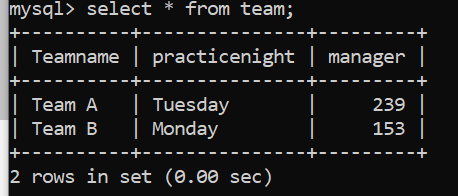 mysql> select * from team;
+----------+---------------+---------+
| Teamname | practicenight | manager |
+----------+---------------+---------+
| Team A   | Tuesday       |     239 |
| Team B   | Monday        |     153 |
+----------+---------------+---------+
2 rows in set (0.00 sec)